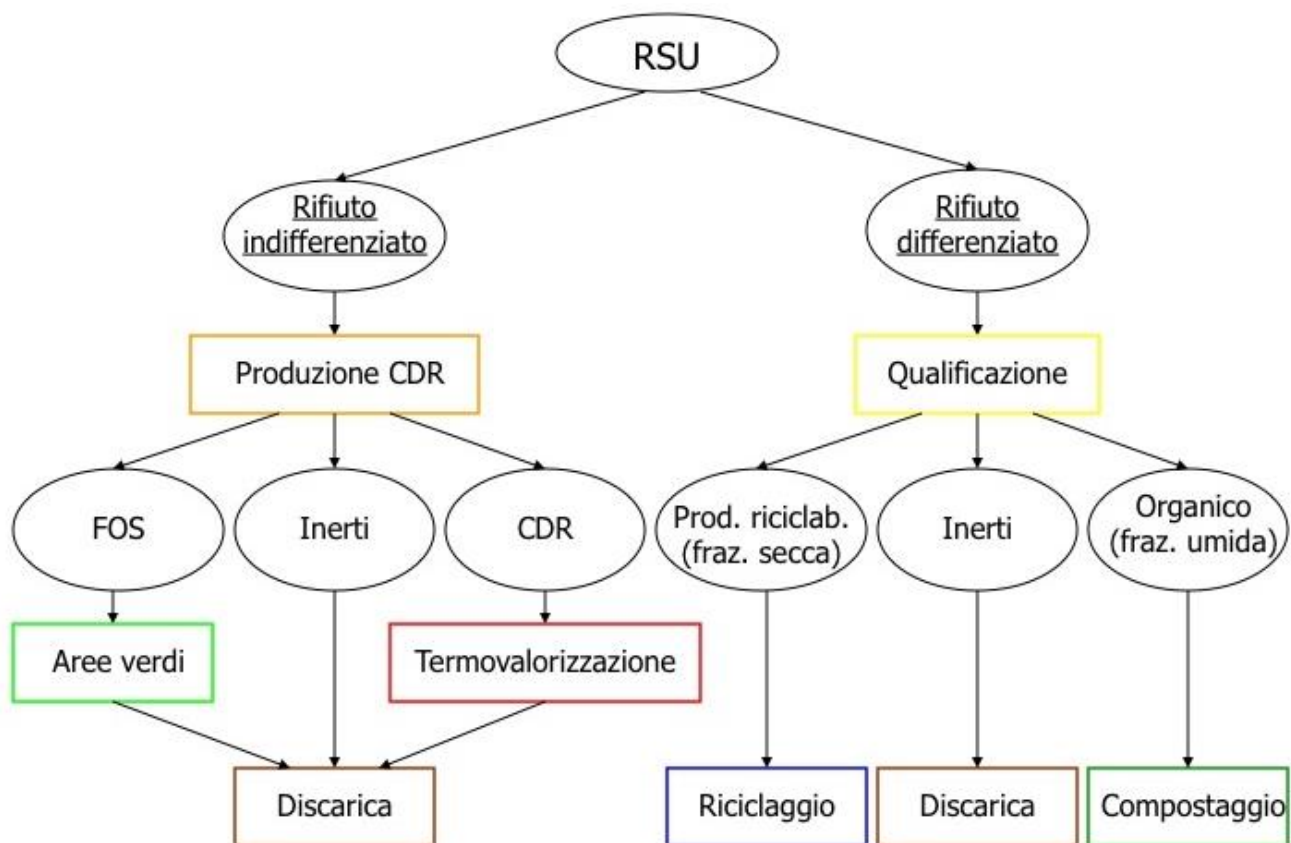 RSU
Rifiuto
indifferenziato
Rifiuto
differenziato
Produzione CDR
Qualificazione
FOS
Inerti
CDR
Prod. riciclab.
(fraz. secca)
Inerti
Organico
(fraz. umida)
Aree verdi
Termovalorizzazione
Discarica
Riciclaggio
Discarica
Compostaggio